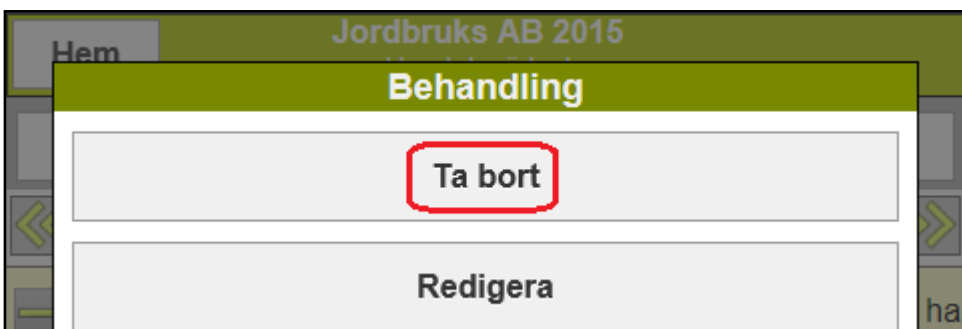 Jordbruks AB 2015
Hem
Behandling
Ta bort
Redigera
ha